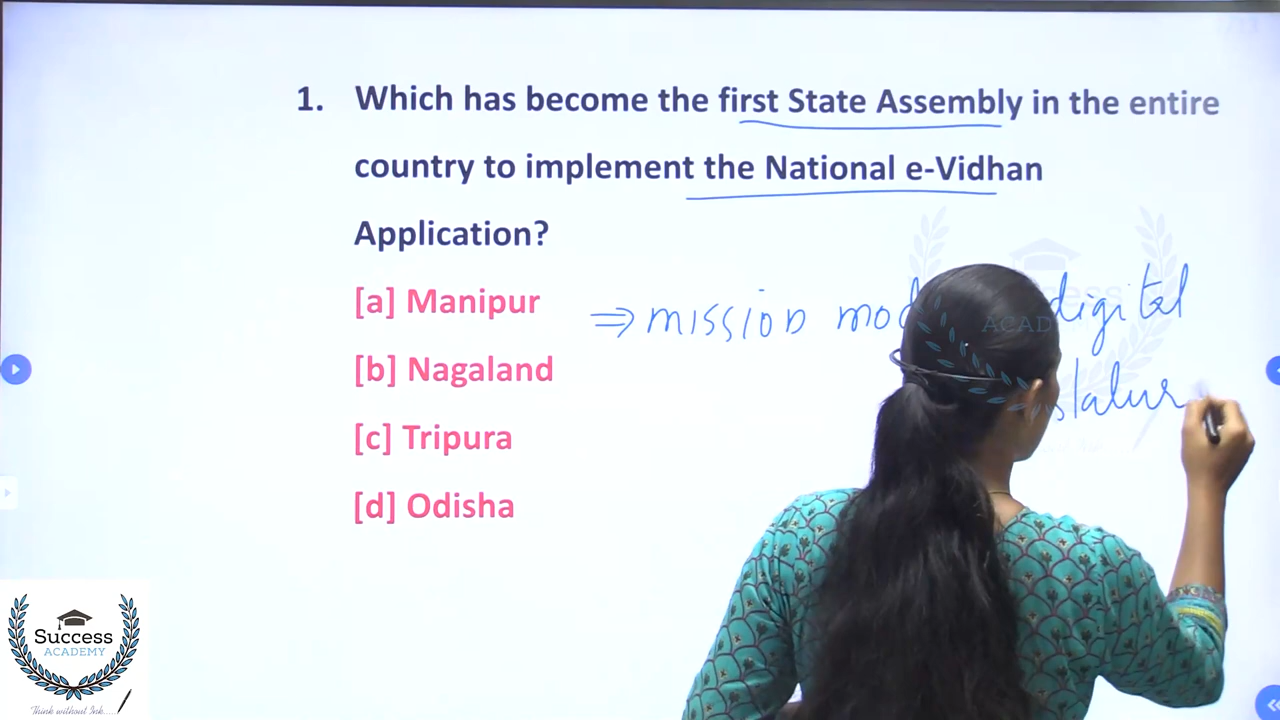 1. Which has become the first State Assembly in the entire
country to implement the National e-Vidhan
Application?
[a] Manipur
⇒ mission digital
[b] Nagaland
[c] Tripura
[d] Odisha
Success
ACADEMY
Think without Ink.....